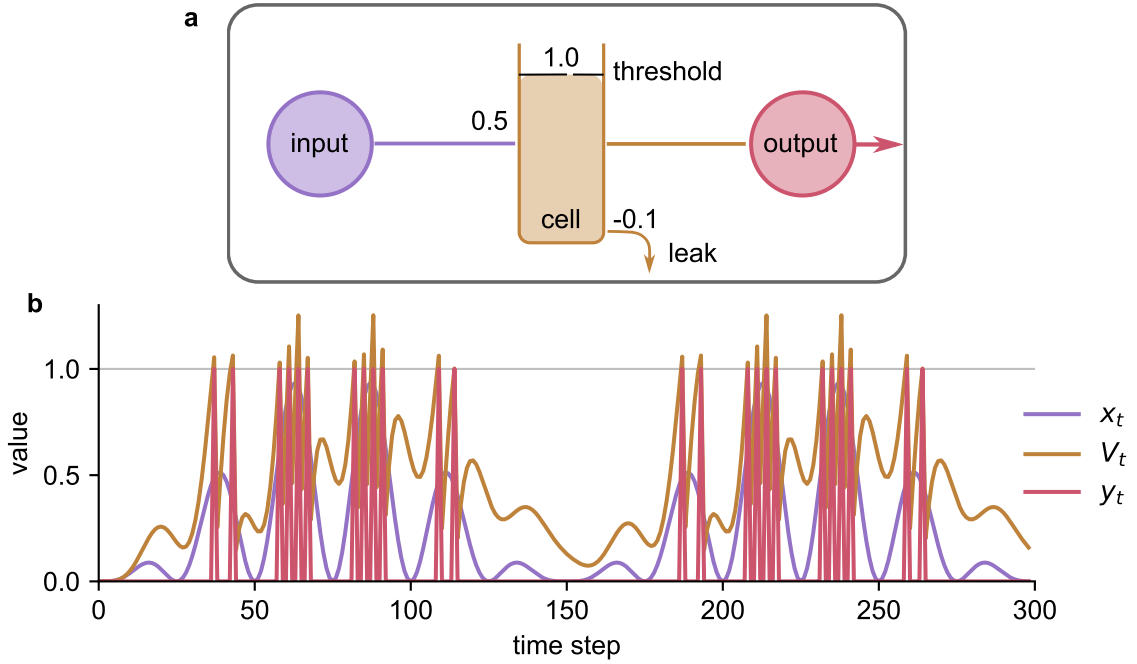 a
1.0
threshold
0.5
input
output
cell
-0.1
leak
b
1.0
0.5
0.0
value
0 50 100 150 200 250 300
time step
x_t
V_t
y_t